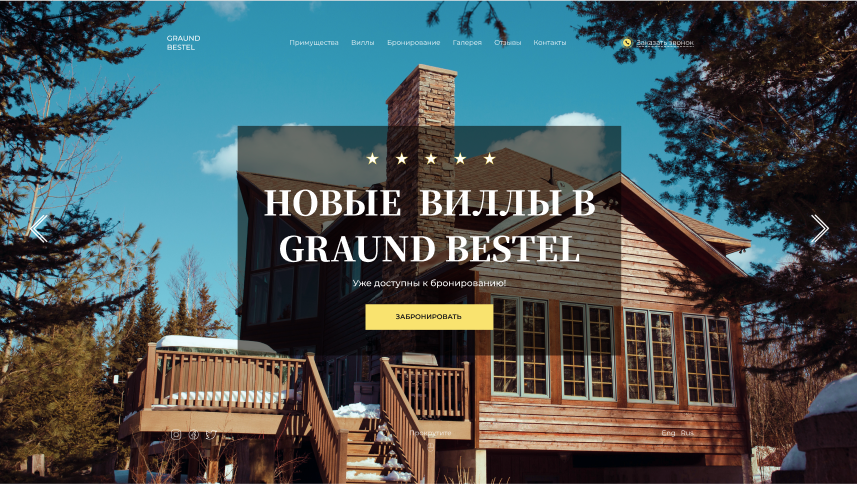 GRAUND
BESTEL
Примущества Виллы Бронирование Галерея Отзывы Контакты Заказать звонок
НОВЫЕ ВИЛЛЫ В
GRAUND BESTEL
Уже доступны к бронированию!
ЗАБРОНИРОВАТЬ
Прокрутите
Eng Rus